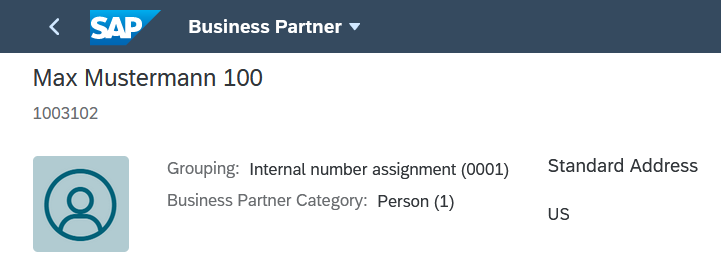 SAP Business Partner
Max Mustermann 100
1003102
Grouping: Internal number assignment (0001)
Business Partner Category: Person (1)
Standard Address
US